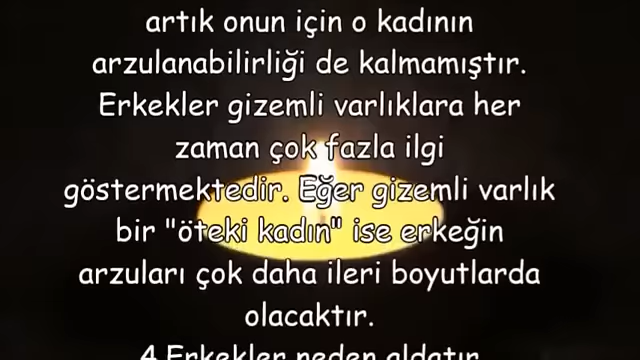 artık onun için o kadının
arzulanabilirliği de kalmamıştır.
Erkekler gizemli varlıklara her
zaman çok fazla ilgi
göstermektedir. Eğer gizemli varlık
bir "öteki kadın" ise erkeğin
arzuları çok daha ileri boyutlarda
olacaktır.
4 Erkekler neden aldatır